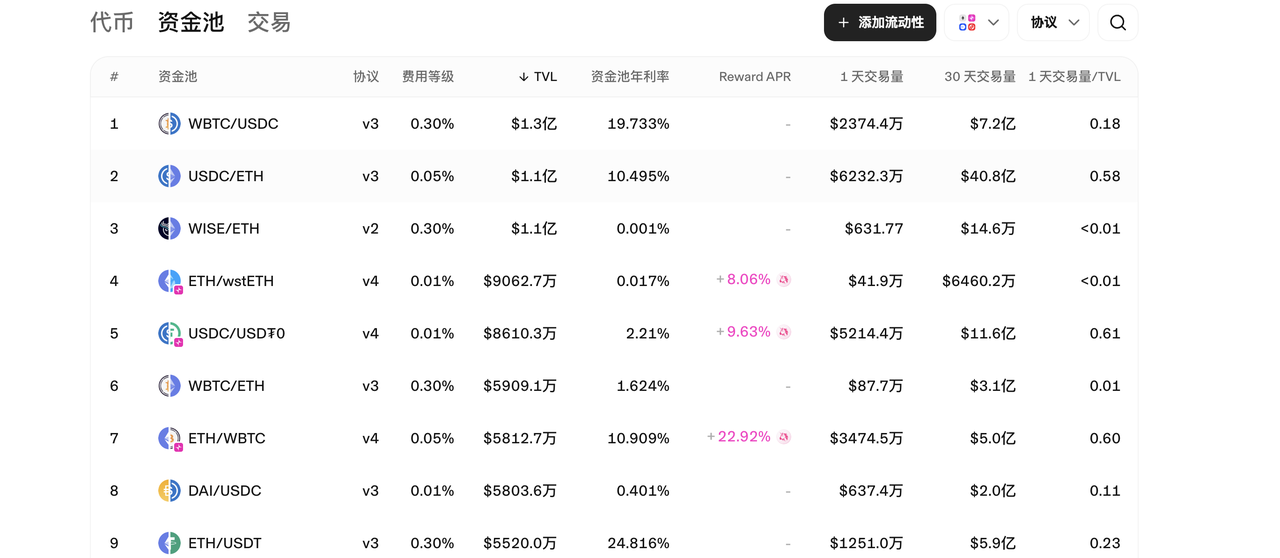 代币 资金池 交易 + 添加流动性 协议
# 资金池 协议 费用等级 ↓ TVL 资金池年利率 Reward APR 1 天交易量 30 天交易量 1 天交易量/TVL
1 WBTC/USDC v3 0.30% $1.3亿 19.733% - $2374.4万 $7.2亿 0.18
2 USDC/ETH v3 0.05% $1.1亿 10.495% - $6232.3万 $40.8亿 0.58
3 WISE/ETH v2 0.30% $1.1亿 0.001% - $631.77 $14.6万 <0.01
4 ETH/wstETH v4 0.01% $9062.7万 0.017% +8.06% $41.9万 $6460.2万 <0.01
5 USDC/USD₮0 v4 0.01% $8610.3万 2.21% +9.63% $5214.4万 $11.6亿 0.61
6 WBTC/ETH v3 0.30% $5909.1万 1.624% - $87.7万 $3.1亿 0.01
7 ETH/WBTC v4 0.05% $5812.7万 10.909% +22.92% $3474.5万 $5.0亿 0.60
8 DAI/USDC v3 0.01% $5803.6万 0.401% - $637.4万 $2.0亿 0.11
9 ETH/USDT v3 0.30% $5520.0万 24.816% - $1251.0万 $5.9亿 0.23